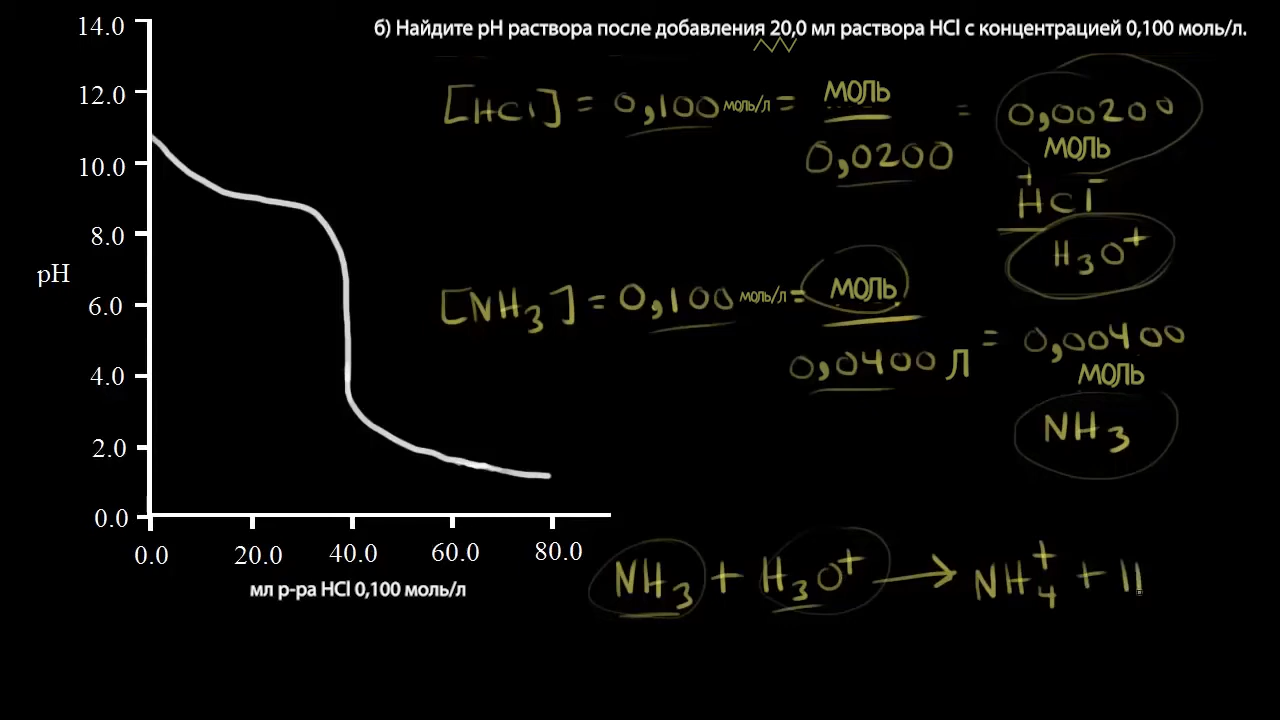 б) Найдите pH раствора после добавления 20,0 мл раствора HCl с концентрацией 0,100 моль/л.
[HCl] = 0,100 моль/л = моль
0,0200
= 0,00200
моль
H⁺Cl⁻
H₃O⁺
[NH₃] = 0,100 моль/л = моль
0,0400 л
= 0,00400
моль
NH₃
NH₃ + H₃O⁺ → NH₄⁺ +
14.0
12.0
10.0
8.0
pH
6.0
4.0
2.0
0.0
0.0 20.0 40.0 60.0 80.0
мл р-ра HCl 0,100 моль/л